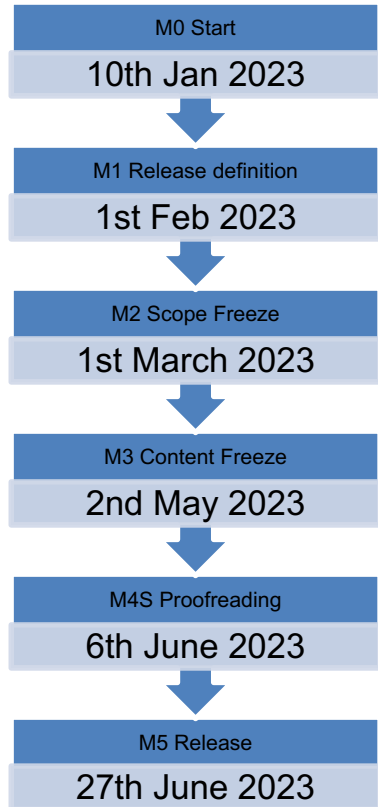 M0 Start
10th Jan 2023
M1 Release definition
1st Feb 2023
M2 Scope Freeze
1st March 2023
M3 Content Freeze
2nd May 2023
M4S Proofreading
6th June 2023
M5 Release
27th June 2023